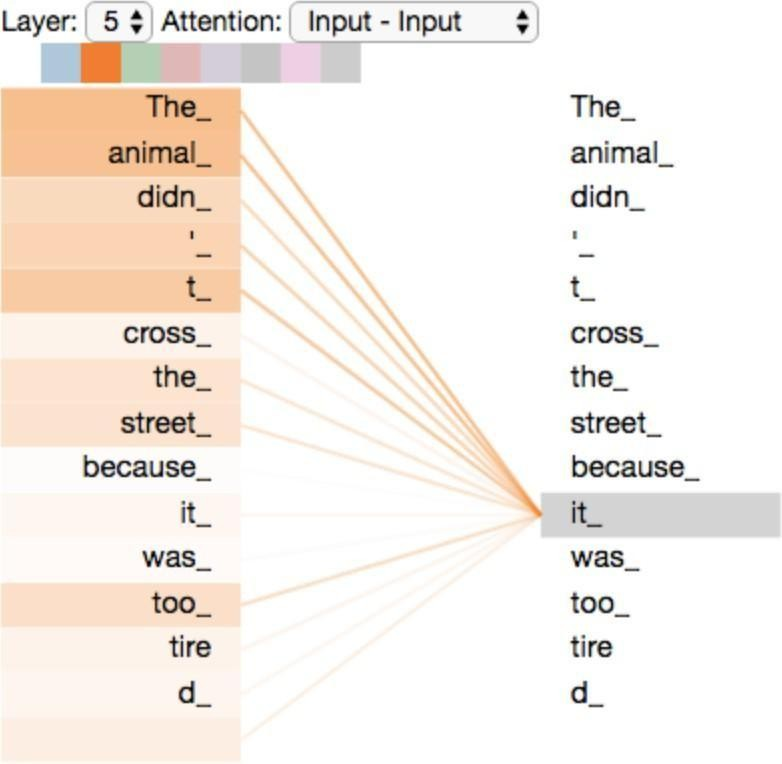 Layer: 5 Attention: Input - Input
The_ The_
animal_ animal_
didn_ didn_
'_ '_
t_ t_
cross_ cross_
the_ the_
street_ street_
because_ because_
it_ it_
was_ was_
too_ too_
tire tire
d_ d_